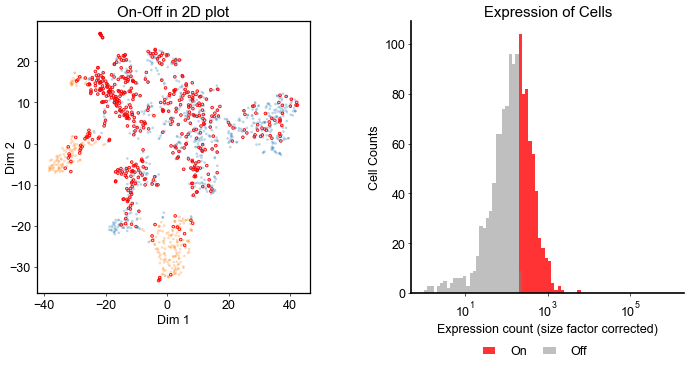 On-Off in 2D plot
20
10
0
−10
−20
−30
Dim 2
−40
−20
0
20
40
Dim 1
Expression of Cells
100
80
60
40
20
0
Cell Counts
10^1
10^3
10^5
Expression count (size factor corrected)
On
Off